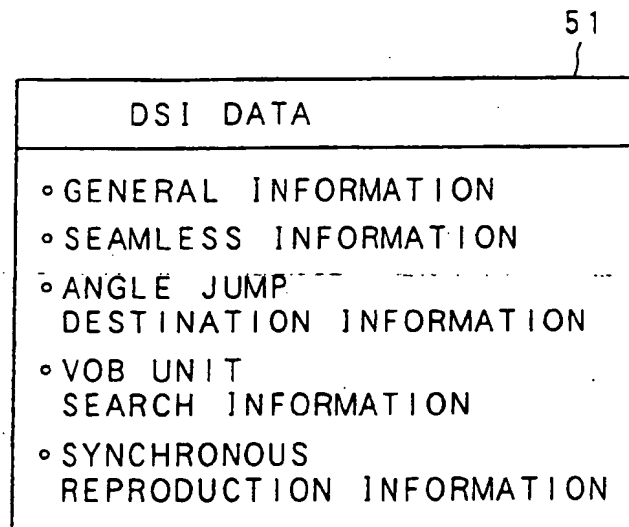 51
DSI DATA
∘GENERAL INFORMATION
∘SEAMLESS INFORMATION
∘ANGLE JUMP
DESTINATION INFORMATION
∘VOB UNIT
SEARCH INFORMATION
∘SYNCHRONOUS
REPRODUCTION INFORMATION